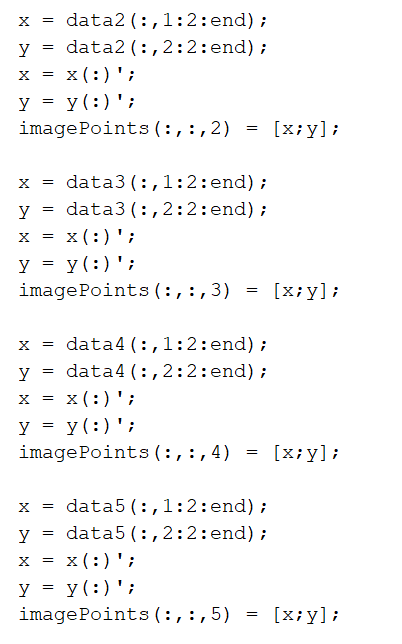 x = data2(:,1:2:end);
y = data2(:,2:2:end);
x = x(:)';
y = y(:)';
imagePoints(:,:,2) = [x;y];
x = data3(:,1:2:end);
y = data3(:,2:2:end);
x = x(:)';
y = y(:)';
imagePoints(:,:,3) = [x;y];
x = data4(:,1:2:end);
y = data4(:,2:2:end);
x = x(:)';
y = y(:)';
imagePoints(:,:,4) = [x;y];
x = data5(:,1:2:end);
y = data5(:,2:2:end);
x = x(:)';
y = y(:)';
imagePoints(:,:,5) = [x;y];